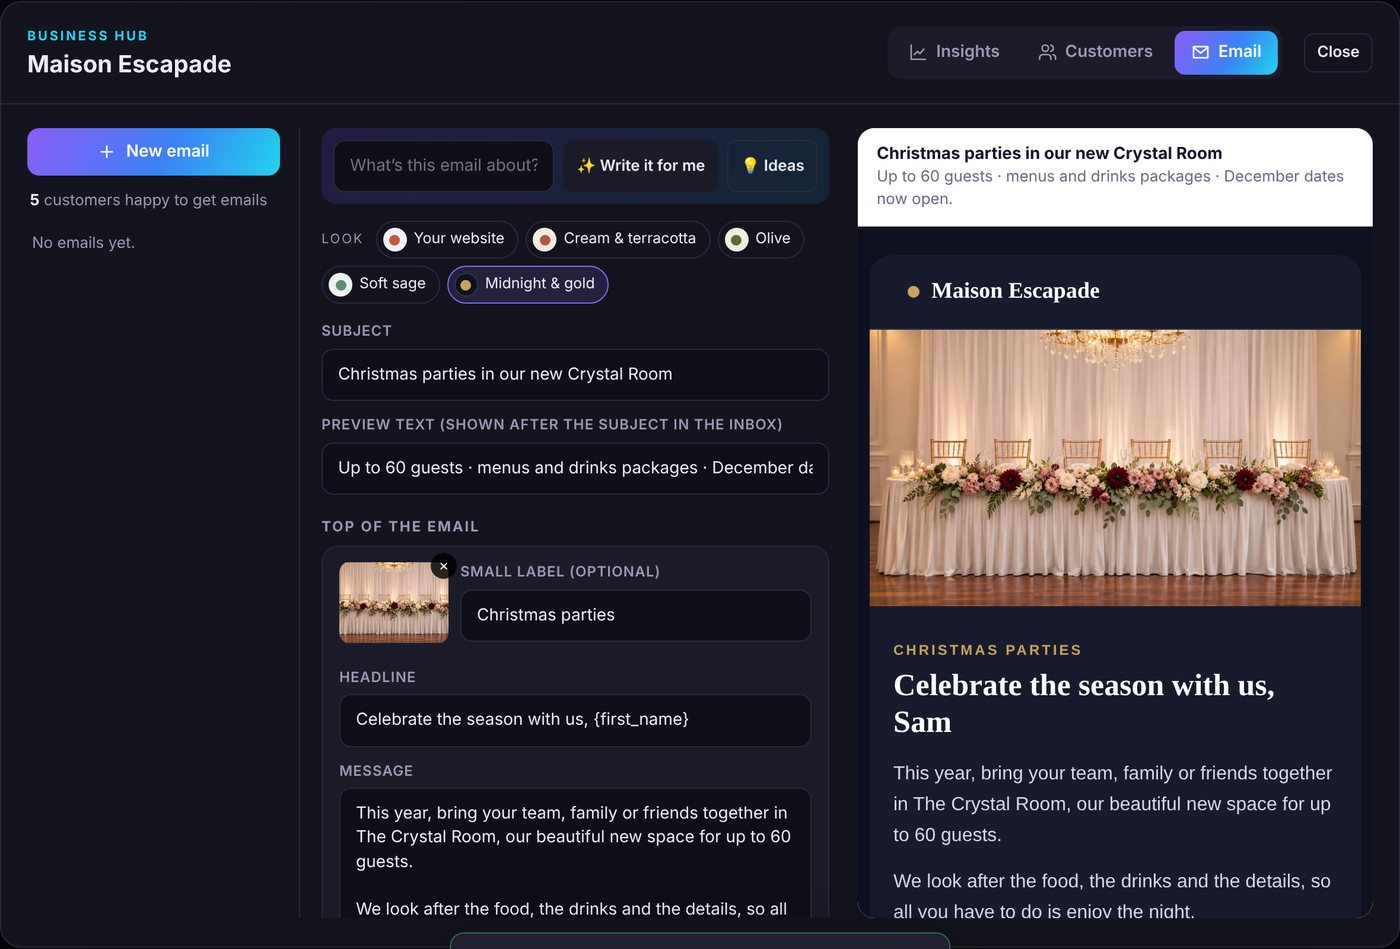 BUSINESS HUB
Maison Escapade
Insights
Customers
Email
Close
+ New email
5 customers happy to get emails
No emails yet.
What's this email about?
✨ Write it for me
💡 Ideas
LOOK
Your website
Cream & terracotta
Olive
Soft sage
Midnight & gold
SUBJECT
Christmas parties in our new Crystal Room
PREVIEW TEXT (SHOWN AFTER THE SUBJECT IN THE INBOX)
Up to 60 guests · menus and drinks packages · December da
TOP OF THE EMAIL
SMALL LABEL (OPTIONAL)
Christmas parties
HEADLINE
Celebrate the season with us, {first_name}
MESSAGE
This year, bring your team, family or friends together in
The Crystal Room, our beautiful new space for up to 60
guests.
We look after the food, the drinks and the details, so all
Christmas parties in our new Crystal Room
Up to 60 guests · menus and drinks packages · December dates
now open.
Maison Escapade
CHRISTMAS PARTIES
Celebrate the season with us,
Sam
This year, bring your team, family or friends together
in The Crystal Room, our beautiful new space for up
to 60 guests.
We look after the food, the drinks and the details, so
all you have to do is enjoy the night.